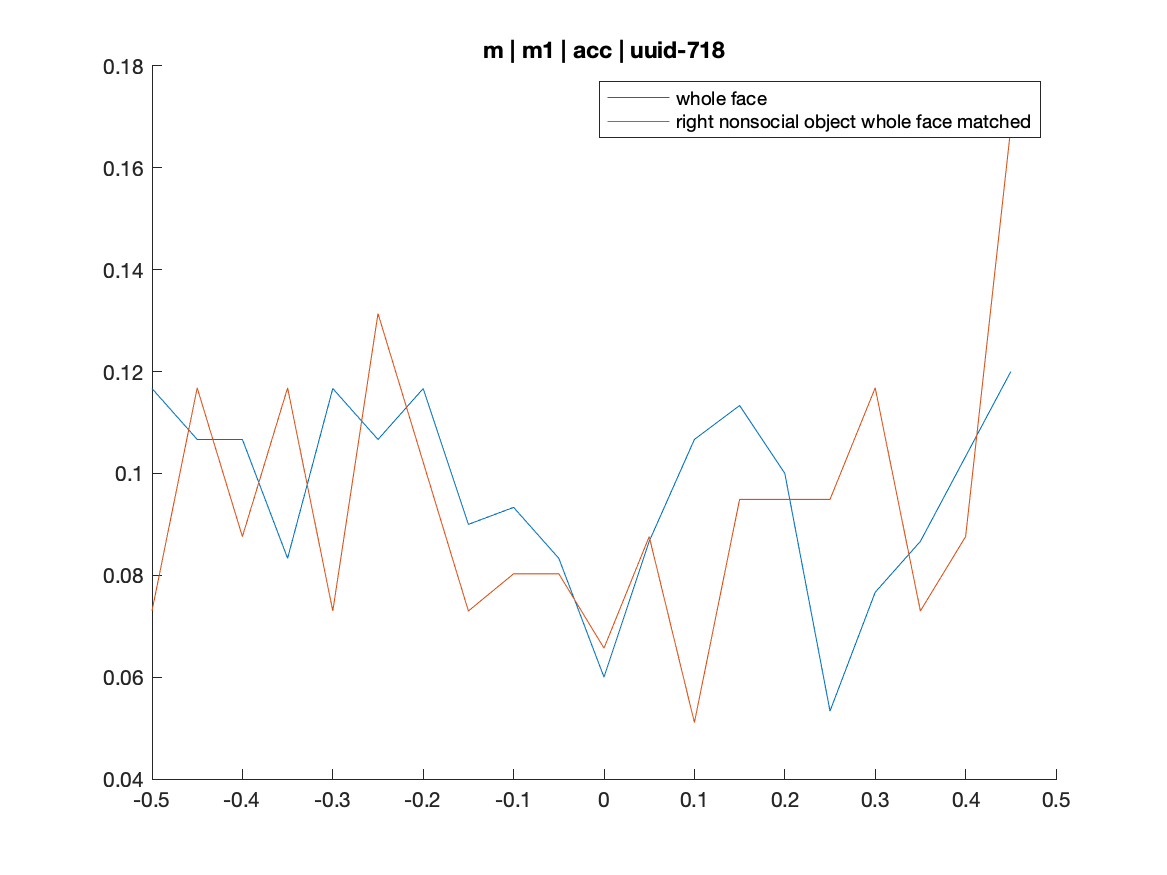 m | m1 | acc | uuid-718
whole face
right nonsocial object whole face matched
0.18
0.16
0.14
0.12
0.1
0.08
0.06
0.04
-0.5 -0.4 -0.3 -0.2 -0.1 0 0.1 0.2 0.3 0.4 0.5